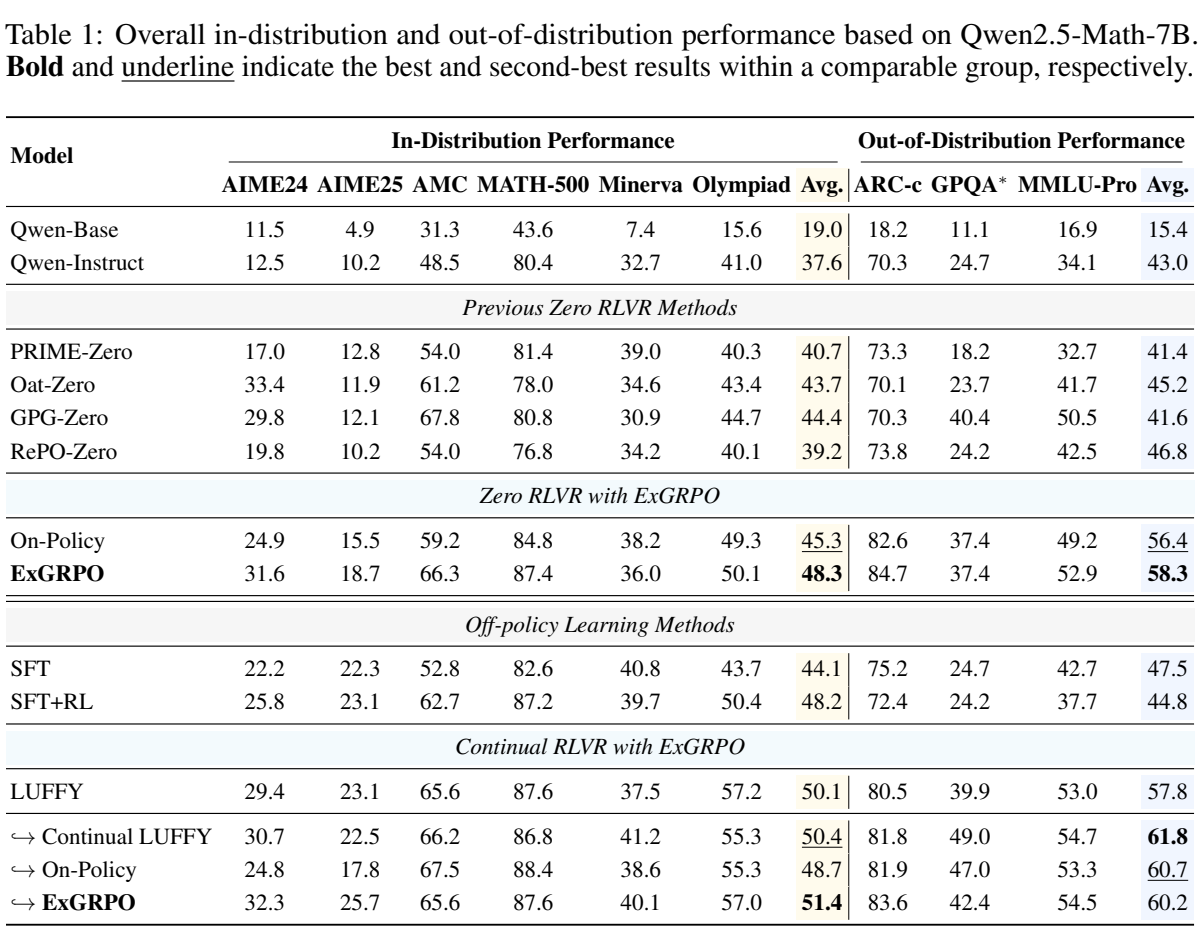 Table 1: Overall in-distribution and out-of-distribution performance based on Qwen2.5-Math-7B.
Bold and underline indicate the best and second-best results within a comparable group, respectively.
Model In-Distribution Performance Out-of-Distribution Performance
AIME24 AIME25 AMC MATH-500 Minerva Olympiad Avg. ARC-c GPQA* MMLU-Pro Avg.
Qwen-Base 11.5 4.9 31.3 43.6 7.4 15.6 19.0 18.2 11.1 16.9 15.4
Qwen-Instruct 12.5 10.2 48.5 80.4 32.7 41.0 37.6 70.3 24.7 34.1 43.0
Previous Zero RLVR Methods
PRIME-Zero 17.0 12.8 54.0 81.4 39.0 40.3 40.7 73.3 18.2 32.7 41.4
Oat-Zero 33.4 11.9 61.2 78.0 34.6 43.4 43.7 70.1 23.7 41.7 45.2
GPG-Zero 29.8 12.1 67.8 80.8 30.9 44.7 44.4 70.3 40.4 50.5 41.6
RePO-Zero 19.8 10.2 54.0 76.8 34.2 40.1 39.2 73.8 24.2 42.5 46.8
Zero RLVR with ExGRPO
On-Policy 24.9 15.5 59.2 84.8 38.2 49.3 45.3 82.6 37.4 49.2 56.4
ExGRPO 31.6 18.7 66.3 87.4 36.0 50.1 48.3 84.7 37.4 52.9 58.3
Off-policy Learning Methods
SFT 22.2 22.3 52.8 82.6 40.8 43.7 44.1 75.2 24.7 42.7 47.5
SFT+RL 25.8 23.1 62.7 87.2 39.7 50.4 48.2 72.4 24.2 37.7 44.8
Continual RLVR with ExGRPO
LUFFY 29.4 23.1 65.6 87.6 37.5 57.2 50.1 80.5 39.9 53.0 57.8
↪ Continual LUFFY 30.7 22.5 66.2 86.8 41.2 55.3 50.4 81.8 49.0 54.7 61.8
↪ On-Policy 24.8 17.8 67.5 88.4 38.6 55.3 48.7 81.9 47.0 53.3 60.7
↪ ExGRPO 32.3 25.7 65.6 87.6 40.1 57.0 51.4 83.6 42.4 54.5 60.2